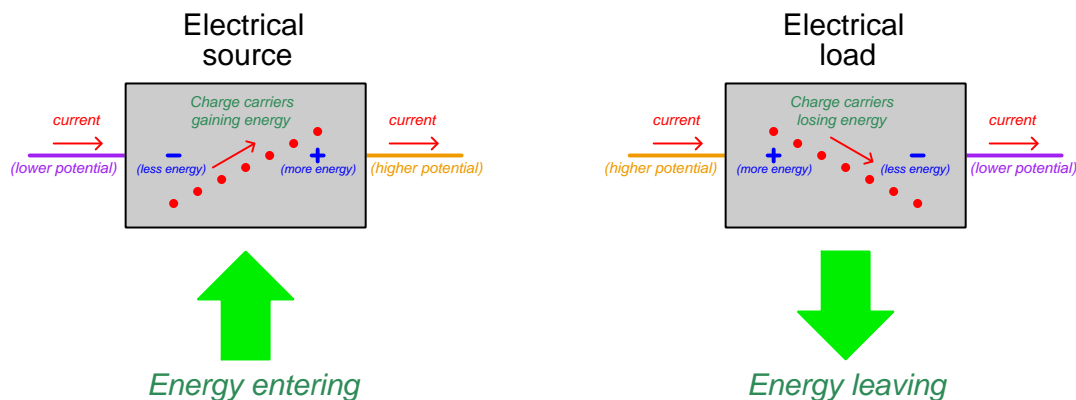 Electrical
source
Charge carriers
gaining energy
current
current
−
+
(lower potential)
(less energy)
(more energy)
(higher potential)
Energy entering
Electrical
load
Charge carriers
losing energy
current
current
+
−
(higher potential)
(more energy)
(less energy)
(lower potential)
Energy leaving